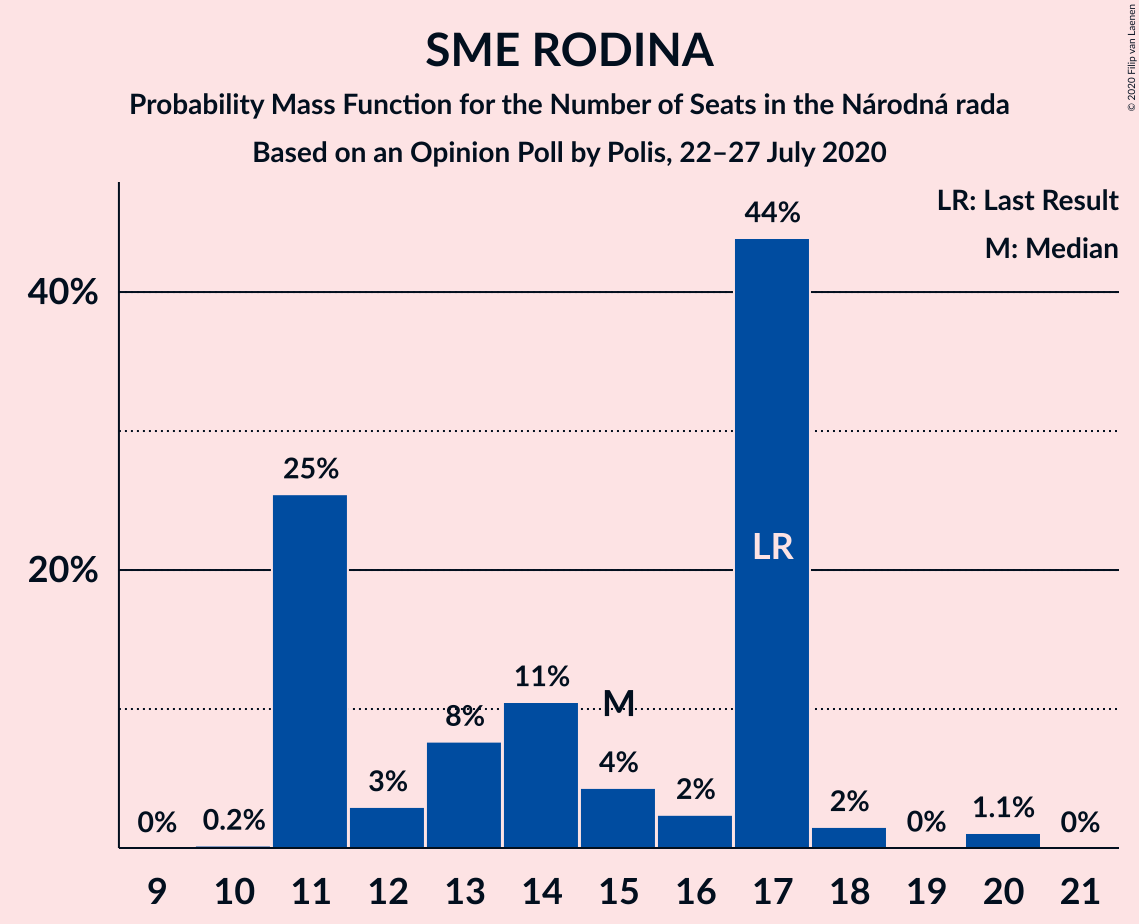 SME RODINA
Probability Mass Function for the Number of Seats in the Národná rada
Based on an Opinion Poll by Polis, 22–27 July 2020
© 2020 Filip van Laenen
LR: Last Result
M: Median
40%
20%
0%
0.2%
25%
3%
8%
11%
M
4%
2%
44%
LR
2%
0%
1.1%
0%
9 10 11 12 13 14 15 16 17 18 19 20 21